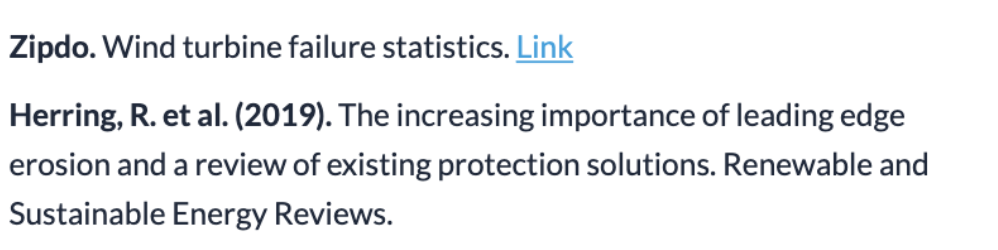 Zipdo. Wind turbine failure statistics. Link
Herring, R. et al. (2019). The increasing importance of leading edge
erosion and a review of existing protection solutions. Renewable and
Sustainable Energy Reviews.